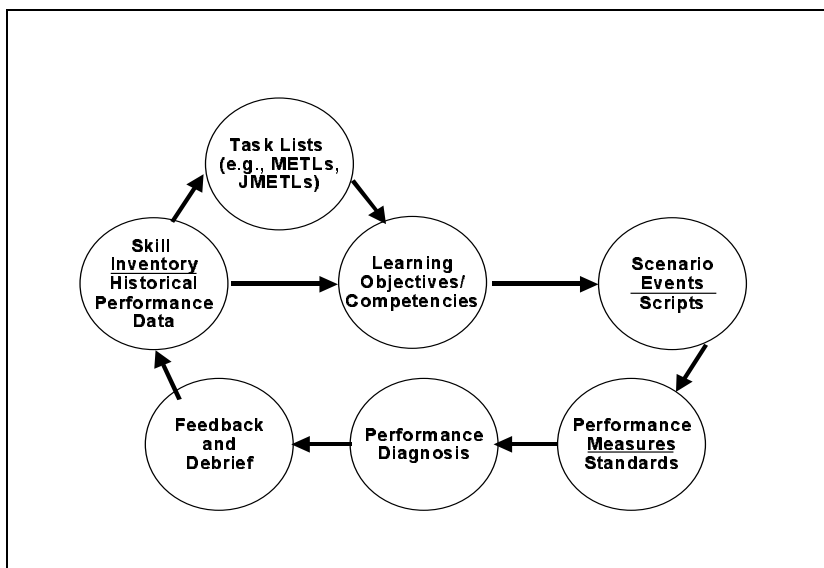 Task Lists
(e.g., METLs,
JMETLs)
Skill
Inventory
Historical
Performance
Data
Learning
Objectives/
Competencies
Scenario
Events
Scripts
Feedback
and
Debrief
Performance
Diagnosis
Performance
Measures
Standards